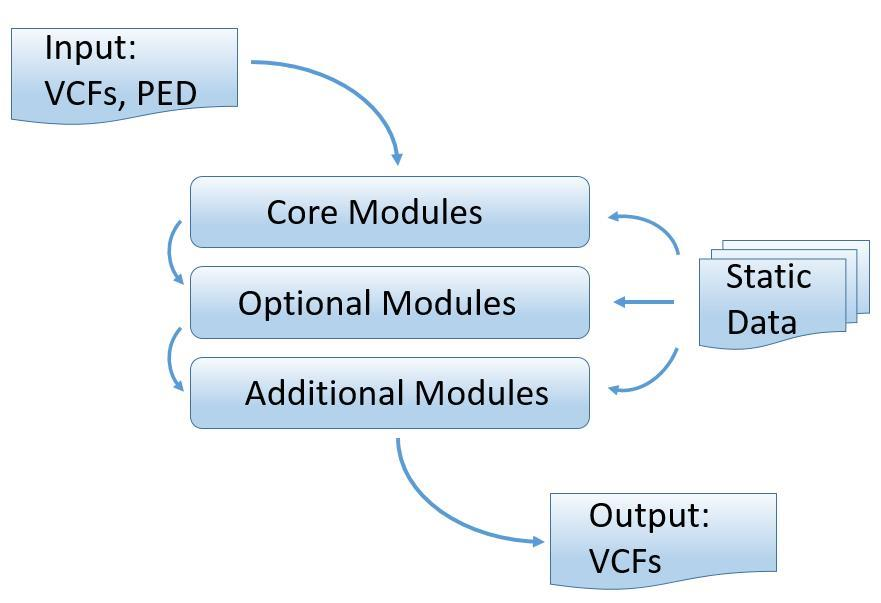 Input:
VCFs, PED
Core Modules
Optional Modules
Additional Modules
Static
Data
Output:
VCFs